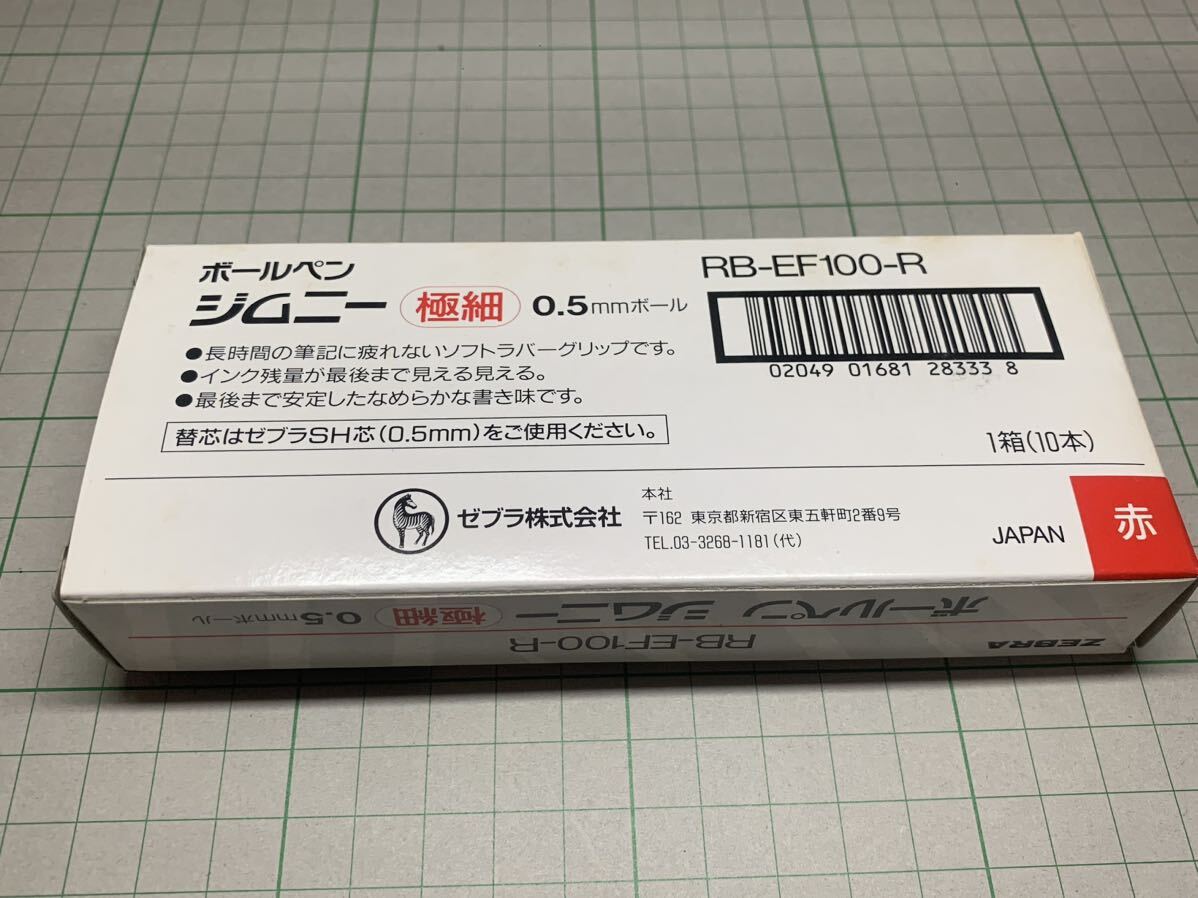 ボールペン
ジムニー 極細 0.5mmボール
●長時間の筆記に疲れないソフトラバーグリップです。
●インク残量が最後まで見える見える。
●最後まで安定したなめらかな書き味です。
替芯はゼブラSH芯(0.5mm)をご使用ください。
RB-EF100-R
02049 01681 28333 8
1箱(10本)
ゼブラ株式会社
本社
〒162 東京都新宿区東五軒町2番9号
TEL.03-3268-1181(代)
JAPAN
赤
ボールペン ジムニー 極細 0.5mmボール
RB-EF100-R
ZEBRA